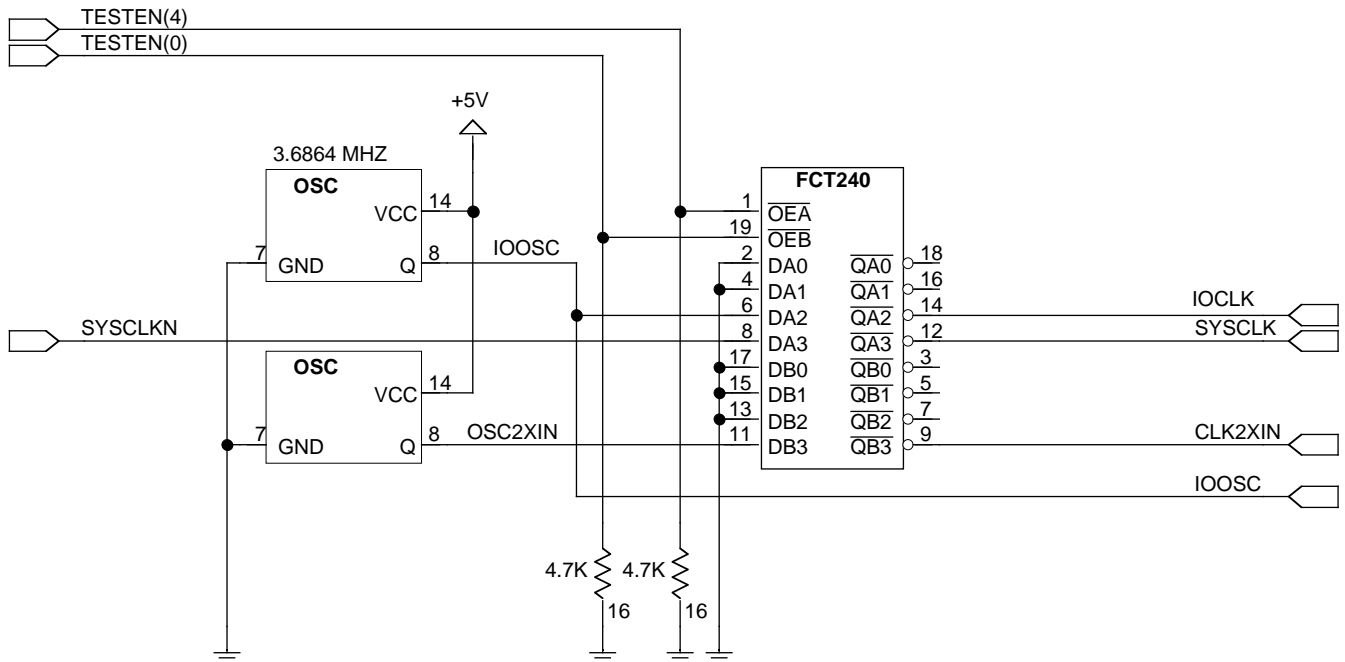 TESTEN(4)
TESTEN(0)
+5V
3.6864 MHZ
OSC
VCC 14
7 GND Q 8 IOOSC
SYSCLKN
OSC
VCC 14
7 GND Q 8 OSC2XIN
FCT240
1 OEA
19 OEB
2 DA0 QA0 18
4 DA1 QA1 16
6 DA2 QA2 14 IOCLK
8 DA3 QA3 12 SYSCLK
17 DB0 QB0 3
15 DB1 QB1 5
13 DB2 QB2 7
11 DB3 QB3 9 CLK2XIN
IOOSC
4.7K 4.7K
16 16